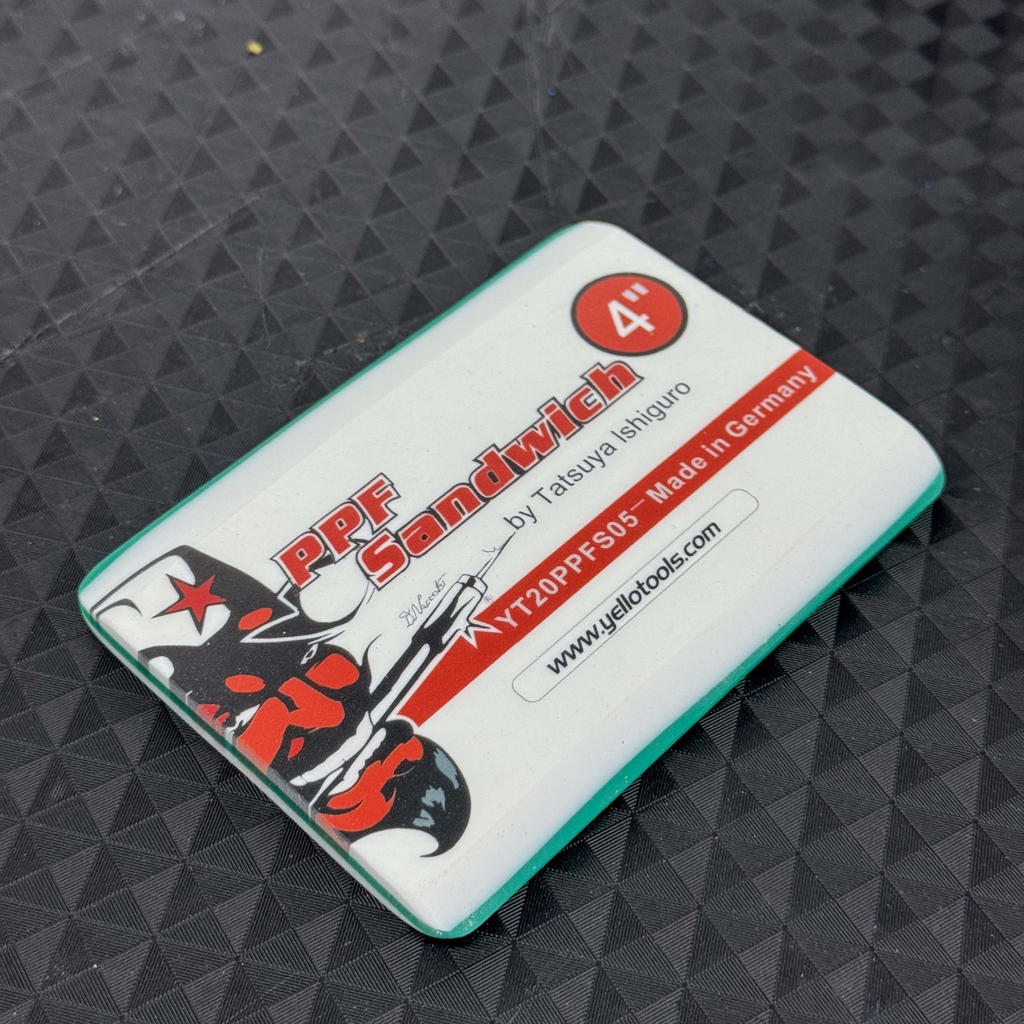 4"
PPF
Sandwich
by Tatsuya Ishiguro
YT20PPFS05 — Made in Germany
www.yellotools.com